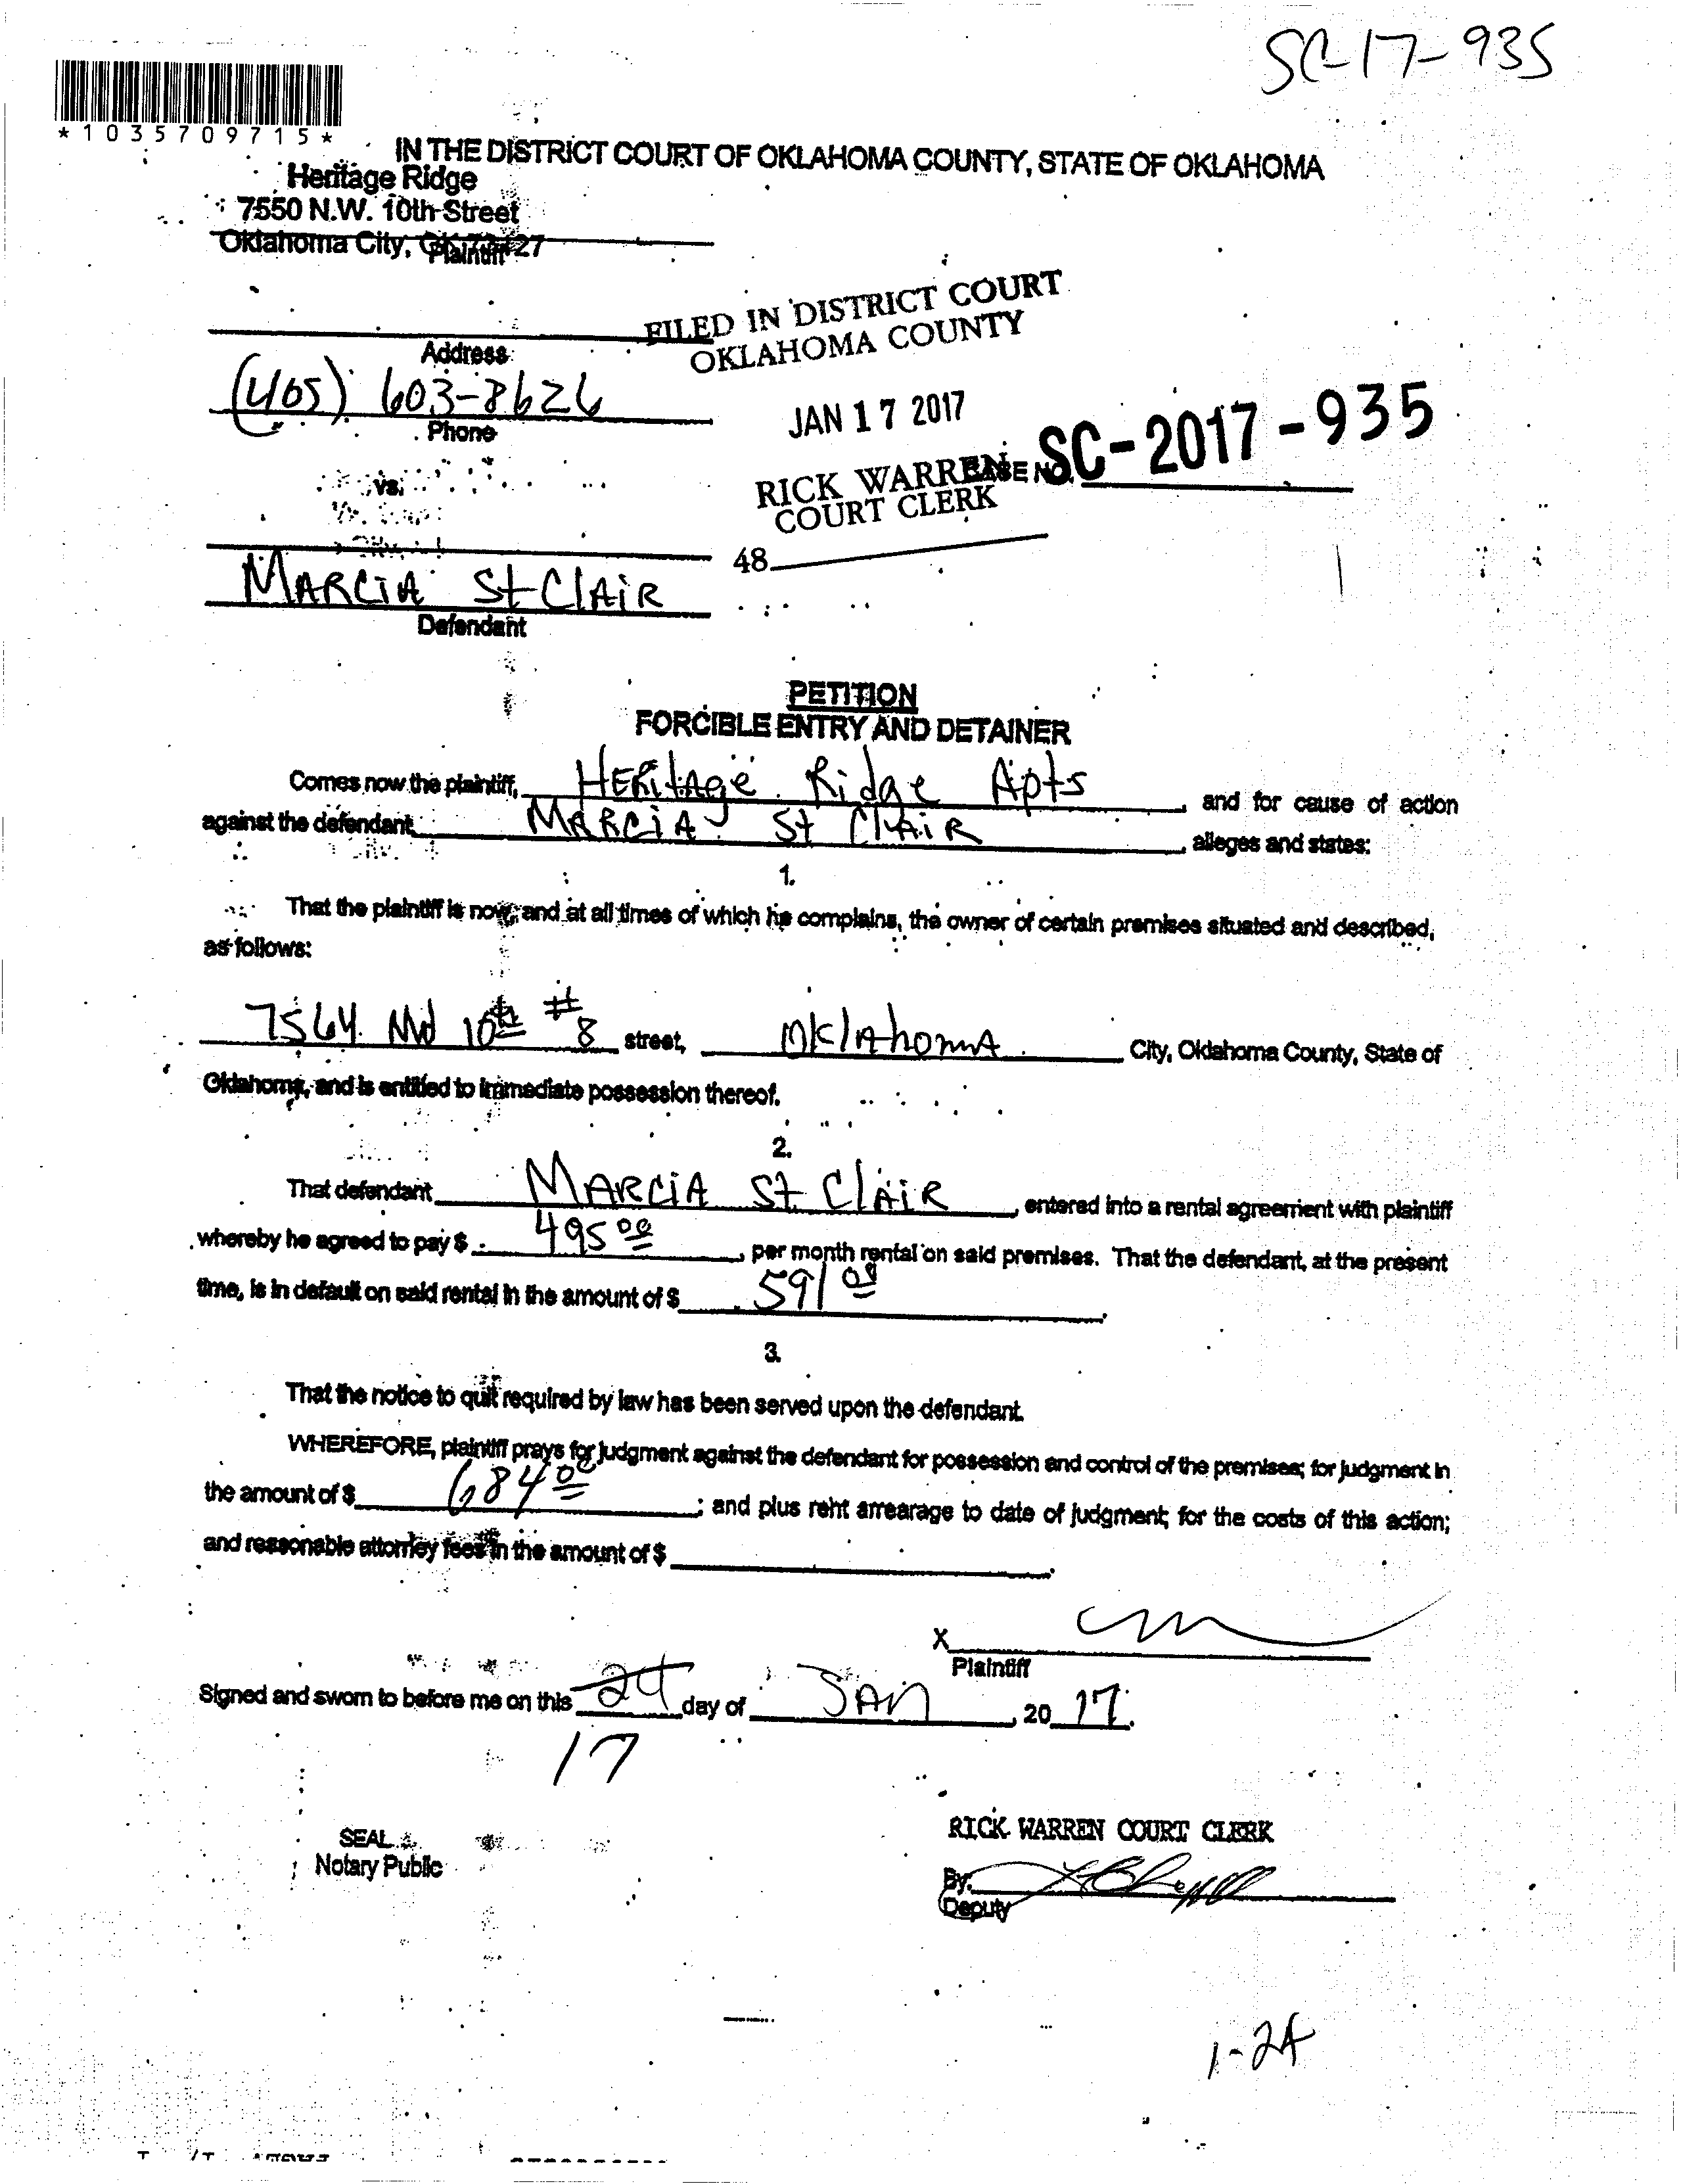 SC-17-935
*1035709715*
IN THE DISTRICT COURT OF OKLAHOMA COUNTY, STATE OF OKLAHOMA
Heritage Ridge
7550 N.W. 10th Street
Oklahoma City,
Plaintiff
FILED IN DISTRICT COURT
OKLAHOMA COUNTY
Address
(405) 603-8626
Phone
JAN 17 2017
CASE NO. SC-2017-935
RICK WARREN
COURT CLERK
vs.
48
MARCIA St ClAiR
Defendant
PETITION
FORCIBLE ENTRY AND DETAINER
Comes now the plaintiff, HERitAge Ridge Apts and for cause of action
against the defendant MARCiA St ClAiR, alleges and states:
1.
That the plaintiff is now, and at all times of which he complains, the owner of certain premises situated and described,
as follows:
7564 NW 10th #8 street, OklAhomA City, Oklahoma County, State of
Oklahoma, and is entitled to immediate possession thereof.
2.
That defendant MARCiA St. ClAiR, entered into a rental agreement with plaintiff
whereby he agreed to pay $ 495 00, per month rental on said premises. That the defendant, at the present
time, is in default on said rental in the amount of $ 591 00.
3.
That the notice to quit required by law has been served upon the defendant.
WHEREFORE, plaintiff prays for judgment against the defendant for possession and control of the premises; for judgment in
the amount of $ 684 00; and plus rent arrearage to date of judgment; for the costs of this action;
and reasonable attorney fees in the amount of $.
X
Plaintiff
Signed and sworn to before me on this 24 day of JAN, 20 17.
17
SEAL
Notary Public
RICK WARREN COURT CLERK
By.
Deputy
1-24